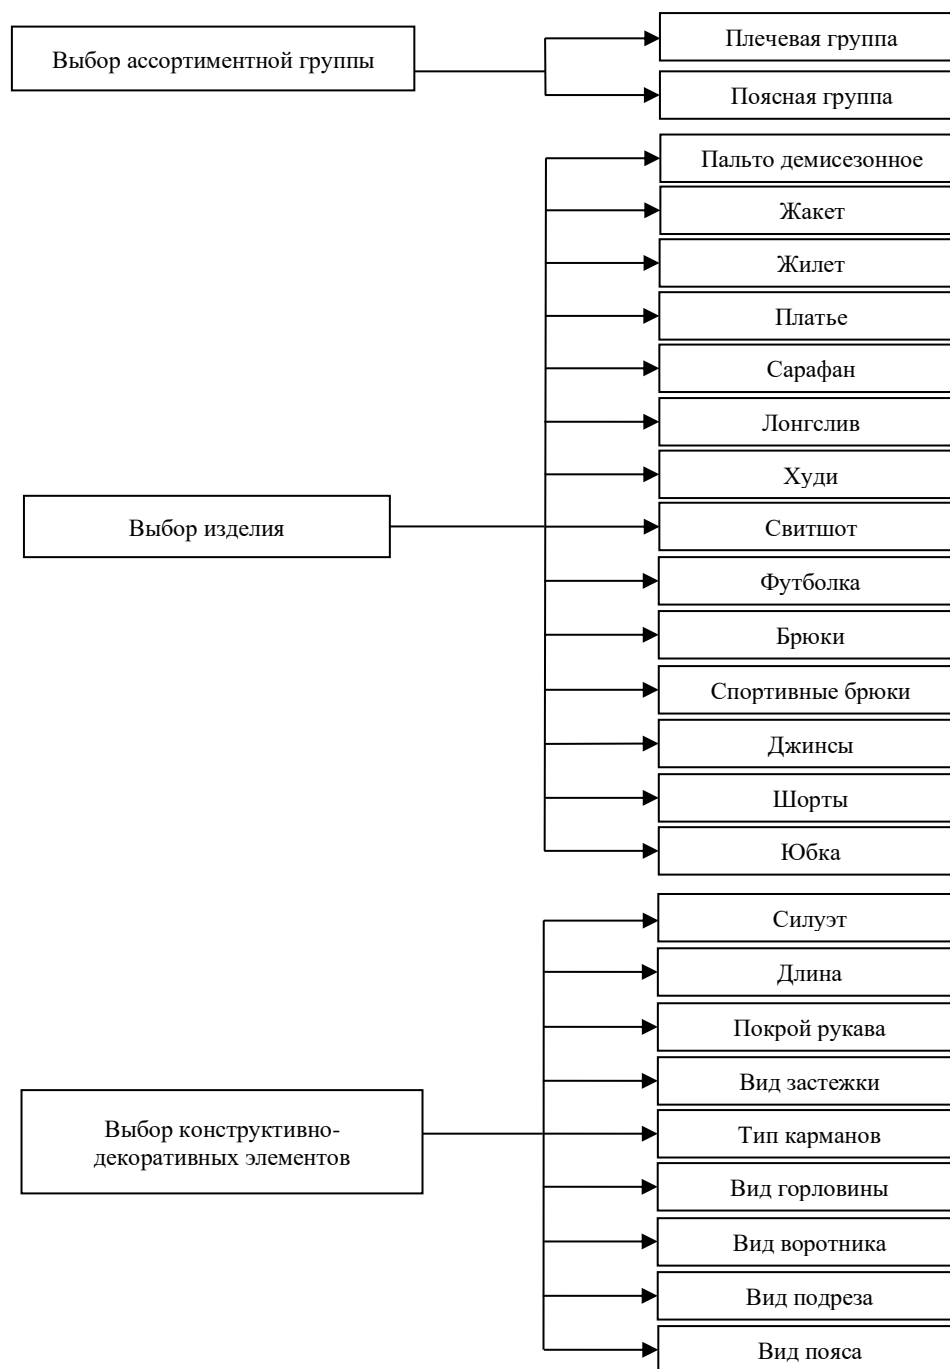 Выбор ассортиментной группы
Плечевая группа
Поясная группа
Выбор изделия
Пальто демисезонное
Жакет
Жилет
Платье
Сарафан
Лонгслив
Худи
Свитшот
Футболка
Брюки
Спортивные брюки
Джинсы
Шорты
Юбка
Выбор конструктивно-
декоративных элементов
Силуэт
Длина
Покрой рукава
Вид застежки
Тип карманов
Вид горловины
Вид воротника
Вид подреза
Вид пояса